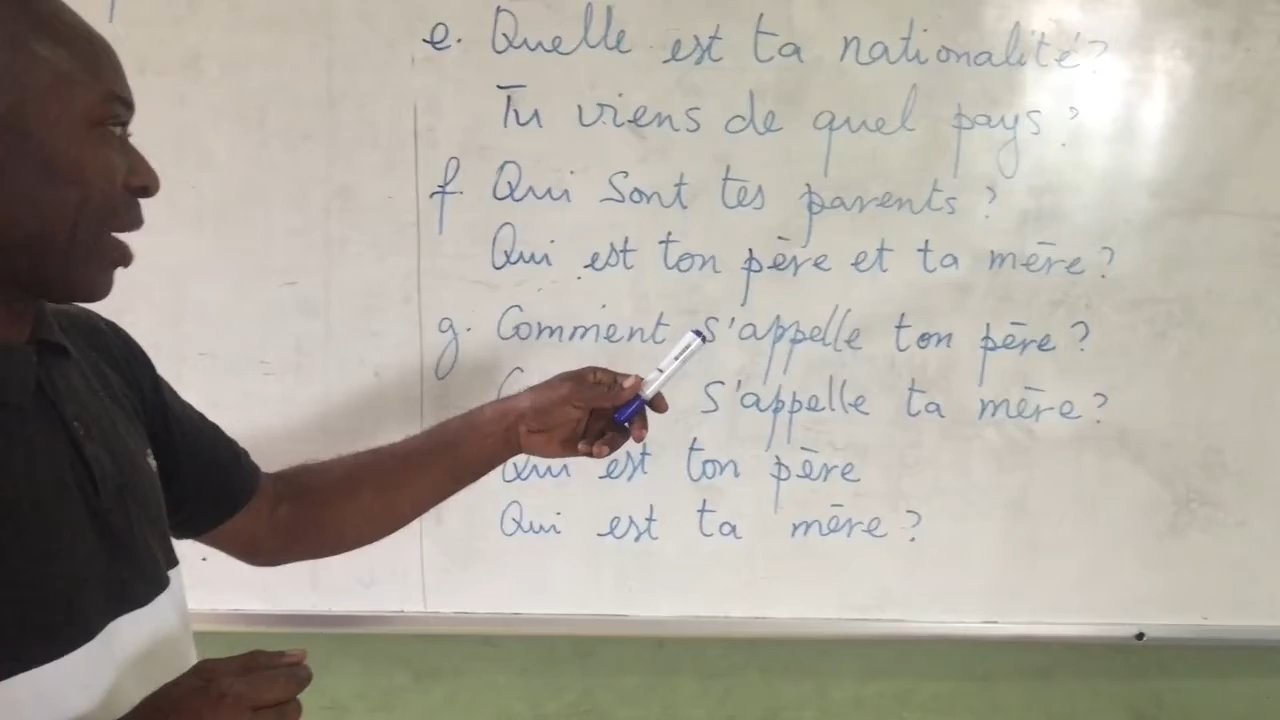 e. Quelle est ta nationalité?
Tu viens de quel pays?
f. Qui Sont tes parents?
Qui est ton père et ta mère?
g. Comment s'appelle ton père?
s'appelle ta mère?
Qui est ton père
Qui est ta mère?